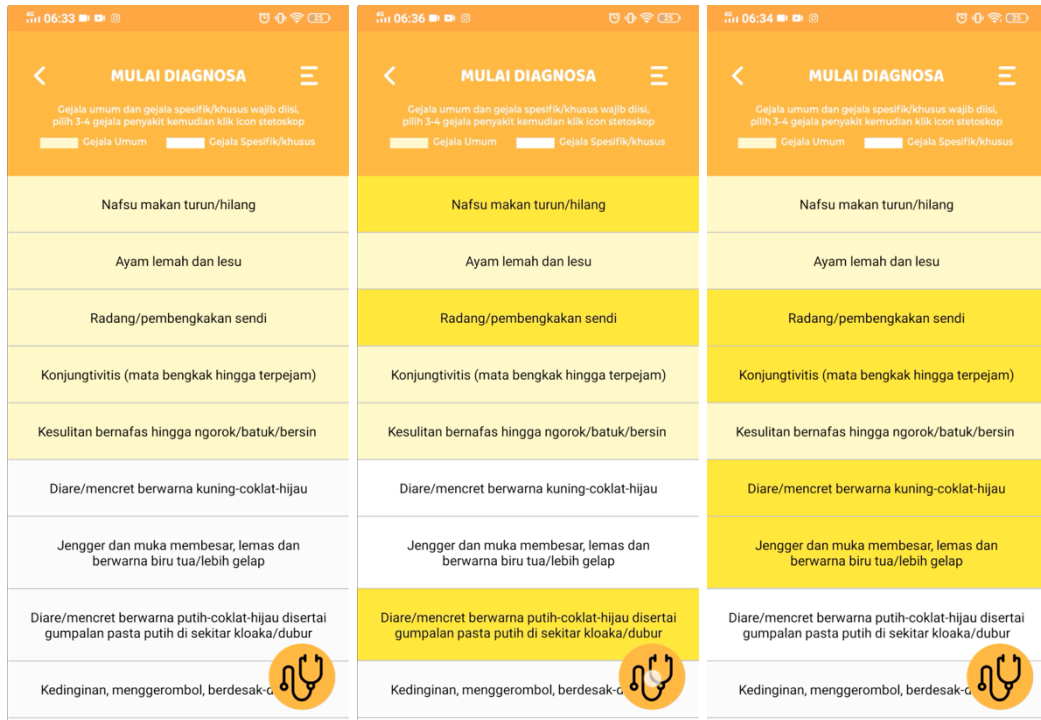 4G 06:33
25
MULAI DIAGNOSA
Gejala umum dan gejala spesifik/khusus wajib diisi,
pilih 3-4 gejala penyakit kemudian klik icon stetoskop
Gejala Umum Gejala Spesifik/khusus
Nafsu makan turun/hilang
Ayam lemah dan lesu
Radang/pembengkakan sendi
Konjungtivitis (mata bengkak hingga terpejam)
Kesulitan bernafas hingga ngorok/batuk/bersin
Diare/mencret berwarna kuning-coklat-hijau
Jengger dan muka membesar, lemas dan
berwarna biru tua/lebih gelap
Diare/mencret berwarna putih-coklat-hijau disertai
gumpalan pasta putih di sekitar kloaka/dubur
Kedinginan, menggerombol, berdesak-d
4G 06:36
25
MULAI DIAGNOSA
Gejala umum dan gejala spesifik/khusus wajib diisi,
pilih 3-4 gejala penyakit kemudian klik icon stetoskop
Gejala Umum Gejala Spesifik/khusus
Nafsu makan turun/hilang
Ayam lemah dan lesu
Radang/pembengkakan sendi
Konjungtivitis (mata bengkak hingga terpejam)
Kesulitan bernafas hingga ngorok/batuk/bersin
Diare/mencret berwarna kuning-coklat-hijau
Jengger dan muka membesar, lemas dan
berwarna biru tua/lebih gelap
Diare/mencret berwarna putih-coklat-hijau disertai
gumpalan pasta putih di sekitar kloaka/dubur
Kedinginan, menggerombol, berdesak-d
4G 06:34
25
MULAI DIAGNOSA
Gejala umum dan gejala spesifik/khusus wajib diisi,
pilih 3-4 gejala penyakit kemudian klik icon stetoskop
Gejala Umum Gejala Spesifik/khusus
Nafsu makan turun/hilang
Ayam lemah dan lesu
Radang/pembengkakan sendi
Konjungtivitis (mata bengkak hingga terpejam)
Kesulitan bernafas hingga ngorok/batuk/bersin
Diare/mencret berwarna kuning-coklat-hijau
Jengger dan muka membesar, lemas dan
berwarna biru tua/lebih gelap
Diare/mencret berwarna putih-coklat-hijau disertai
gumpalan pasta putih di sekitar kloaka/dubur
Kedinginan, menggerombol, berdesak-d